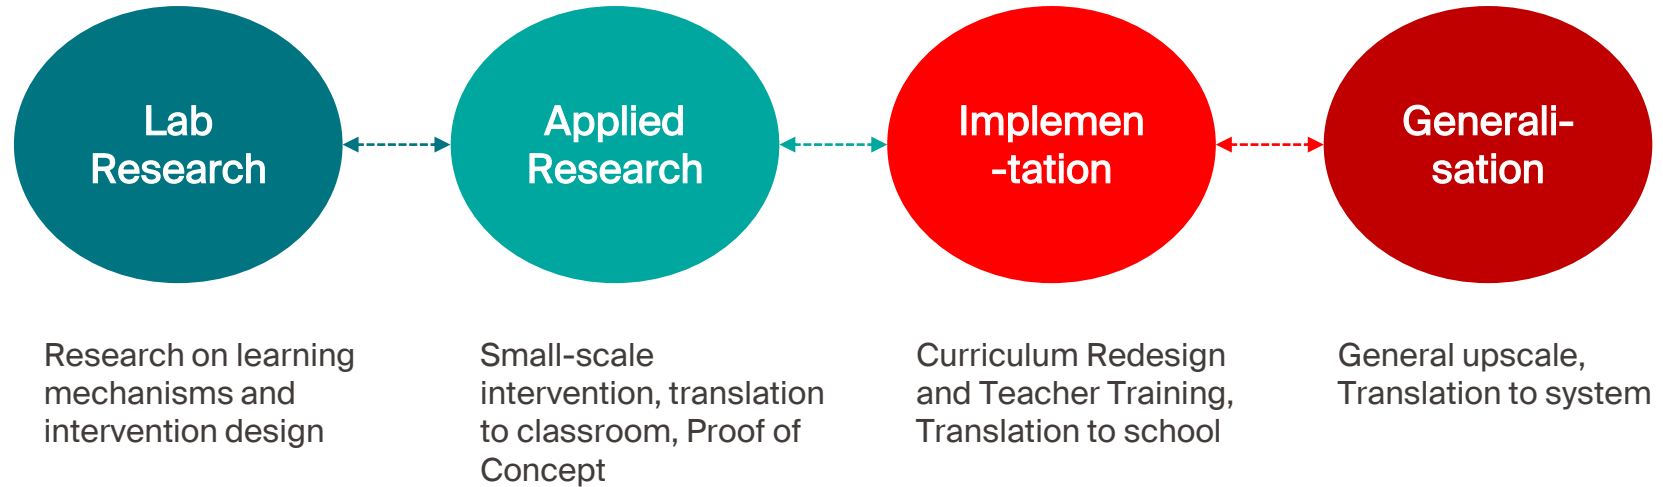 Lab
Research
Applied
Research
Implemen
-tation
Generali-
sation
Research on learning
mechanisms and
intervention design
Small-scale
intervention, translation
to classroom, Proof of
Concept
Curriculum Redesign
and Teacher Training,
Translation to school
General upscale,
Translation to system